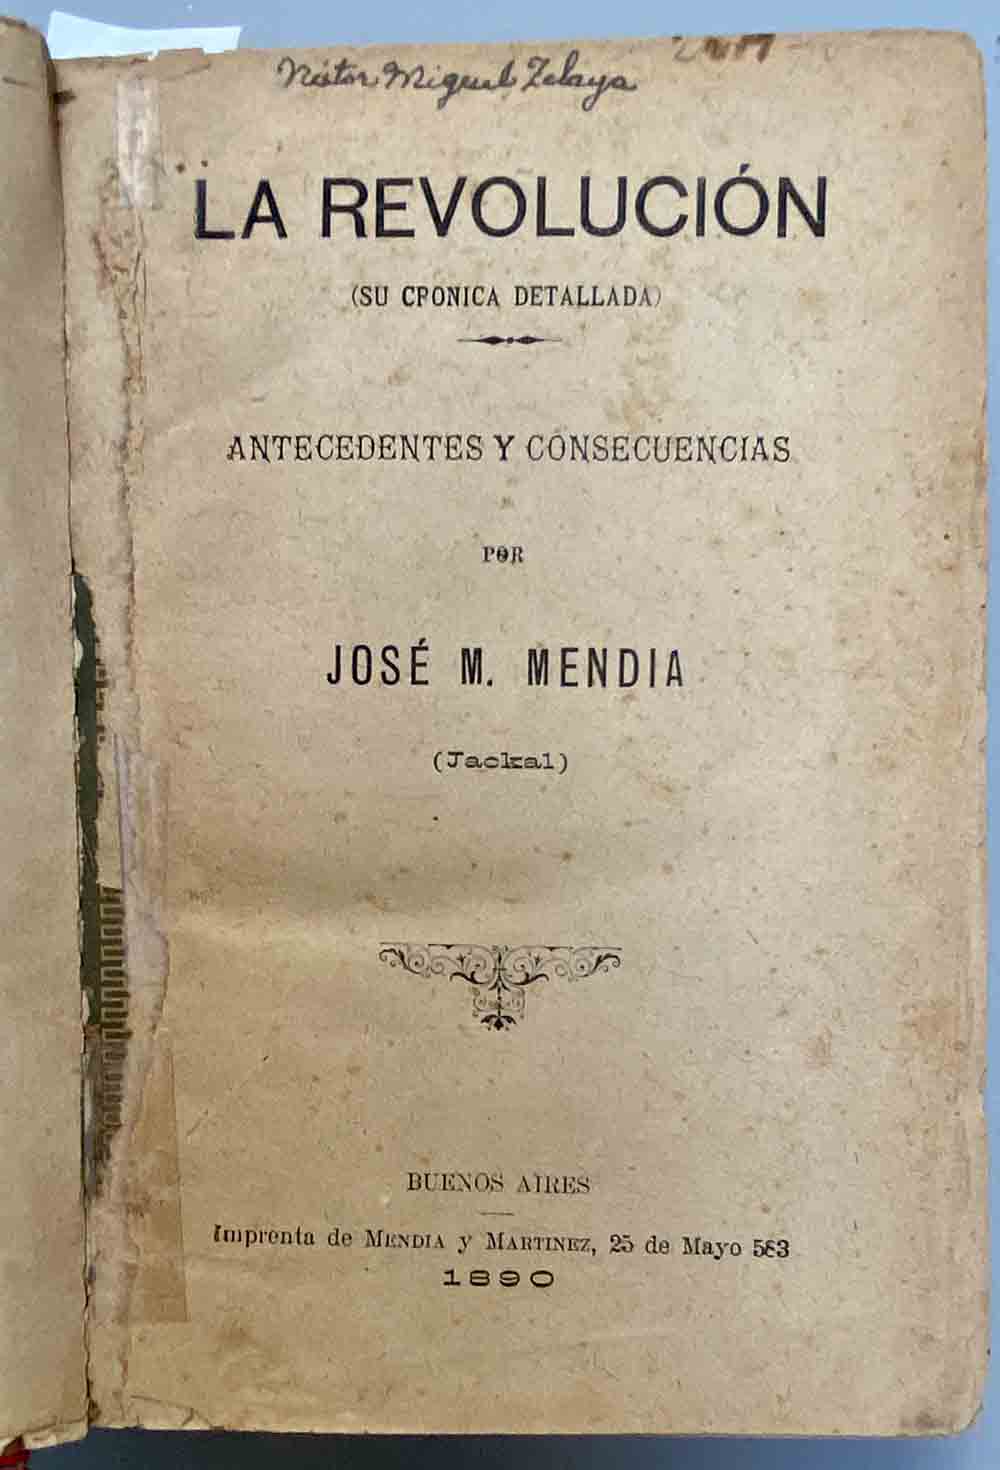 Néstor Miguel Zelaya
LA REVOLUCIÓN
(SU CRONICA DETALLADA)
ANTECEDENTES Y CONSECUENCIAS
POR
JOSÉ M. MENDIA
(Jackal)
BUENOS AIRES
Imprenta de MENDIA y MARTINEZ, 25 de Mayo 583
1890